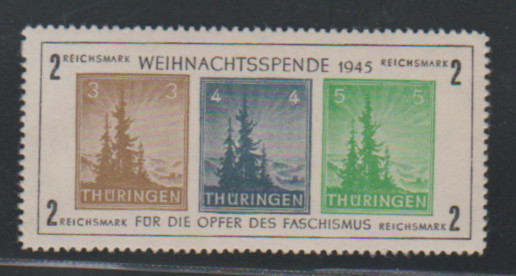 2 REICHSMARK WEIHNACHTSSPENDE 1945 REICHSMARK 2
3 3 4 4 5 5
THÜRINGEN THÜRINGEN THÜRINGEN
2 REICHSMARK FÜR DIE OPFER DES FASCHISMUS REICHSMARK 2